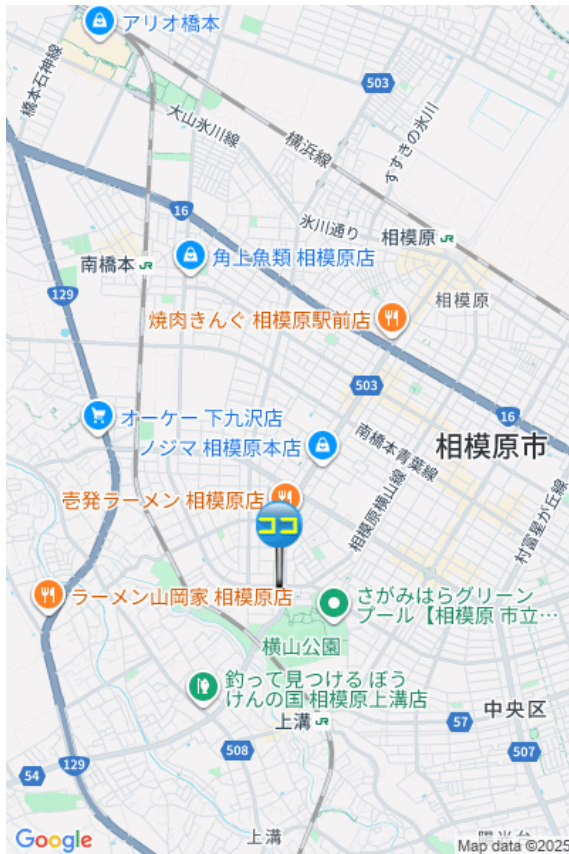 アリオ橋本
503
橋本石神線
大山氷川線
すすきの氷川
横浜線
16
氷川通り
相模原
JR
南橋本
JR
角上魚類 相模原店
相模原
129
焼肉きんぐ 相模原駅前店
503
16
オーケー 下九沢店
ノジマ 相模原本店
南橋本青葉線
相模原市
壱発ラーメン 相模原店
相模原横山線
村富星が丘線
ココ
ラーメン山岡家 相模原店
さがみはらグリーン
プール【相模原 市立…
横山公園
釣って見つける ぼう
けんの国 相模原上溝店
上溝
JR
57
中央区
508
507
54
129
上溝
Google
Map data ©2025